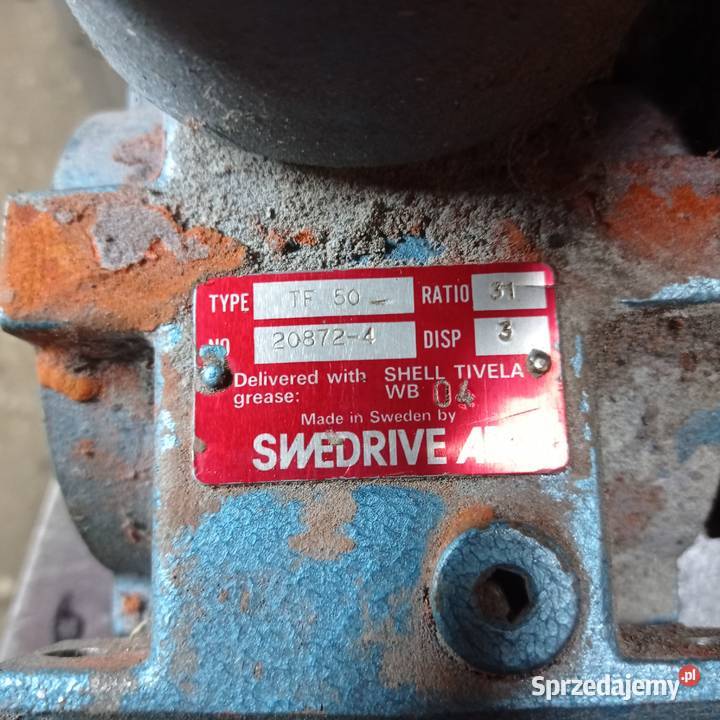 TYPE TF 50 RATIO 31
NO 20872-4 DISP 3
Delivered with SHELL TIVELA
grease: WB 04
Made in Sweden by
SWEDRIVE
Sprzedajemy.pl